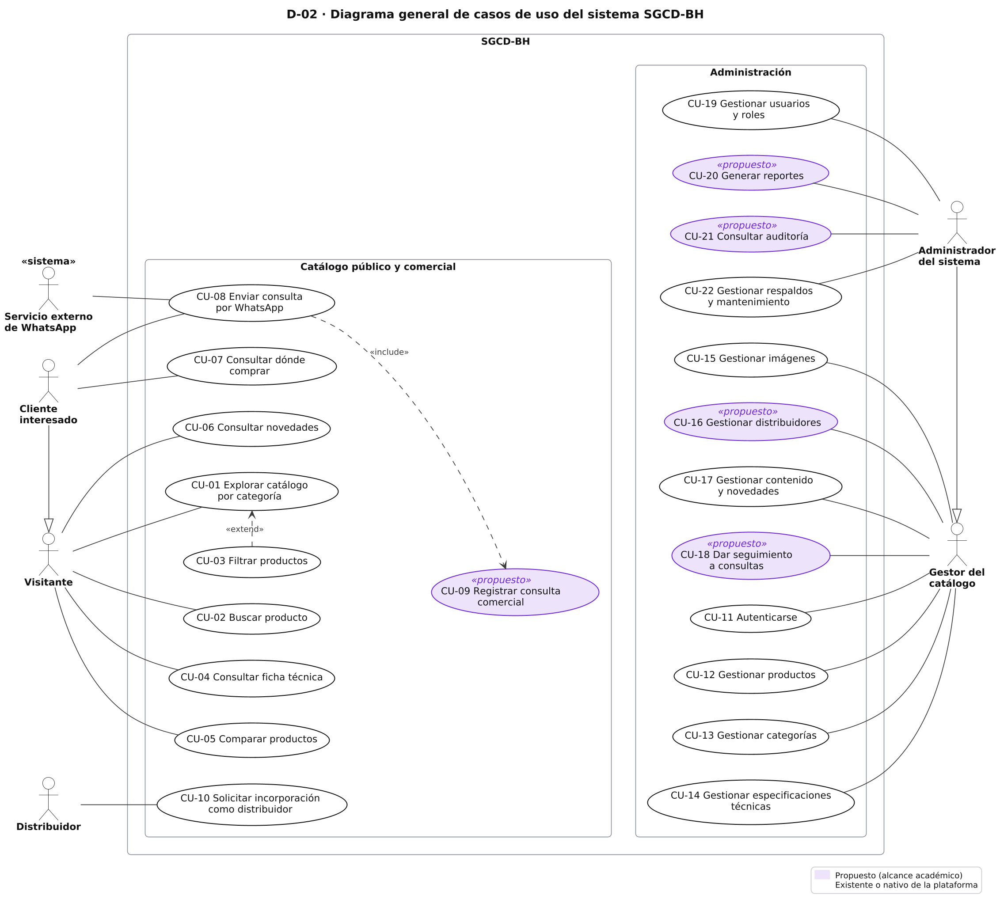 D-02 · Diagrama general de casos de uso del sistema SGCD-BH
SGCD-BH
Administración
CU-19 Gestionar usuarios
y roles
«propuesto»
CU-20 Generar reportes
«propuesto»
CU-21 Consultar auditoría
CU-22 Gestionar respaldos
y mantenimiento
CU-15 Gestionar imágenes
«propuesto»
CU-16 Gestionar distribuidores
CU-17 Gestionar contenido
y novedades
«propuesto»
CU-18 Dar seguimiento
a consultas
CU-11 Autenticarse
CU-12 Gestionar productos
CU-13 Gestionar categorías
CU-14 Gestionar especificaciones
técnicas
Administrador
del sistema
Gestor del
catálogo
Catálogo público y comercial
CU-08 Enviar consulta
por WhatsApp
«include»
CU-07 Consultar dónde
comprar
CU-06 Consultar novedades
CU-01 Explorar catálogo
por categoría
«extend»
CU-03 Filtrar productos
«propuesto»
CU-09 Registrar consulta
comercial
CU-02 Buscar producto
CU-04 Consultar ficha técnica
CU-05 Comparar productos
CU-10 Solicitar incorporación
como distribuidor
«sistema»
Servicio externo
de WhatsApp
Cliente
interesado
Visitante
Distribuidor
Propuesto (alcance académico)
Existente o nativo de la plataforma